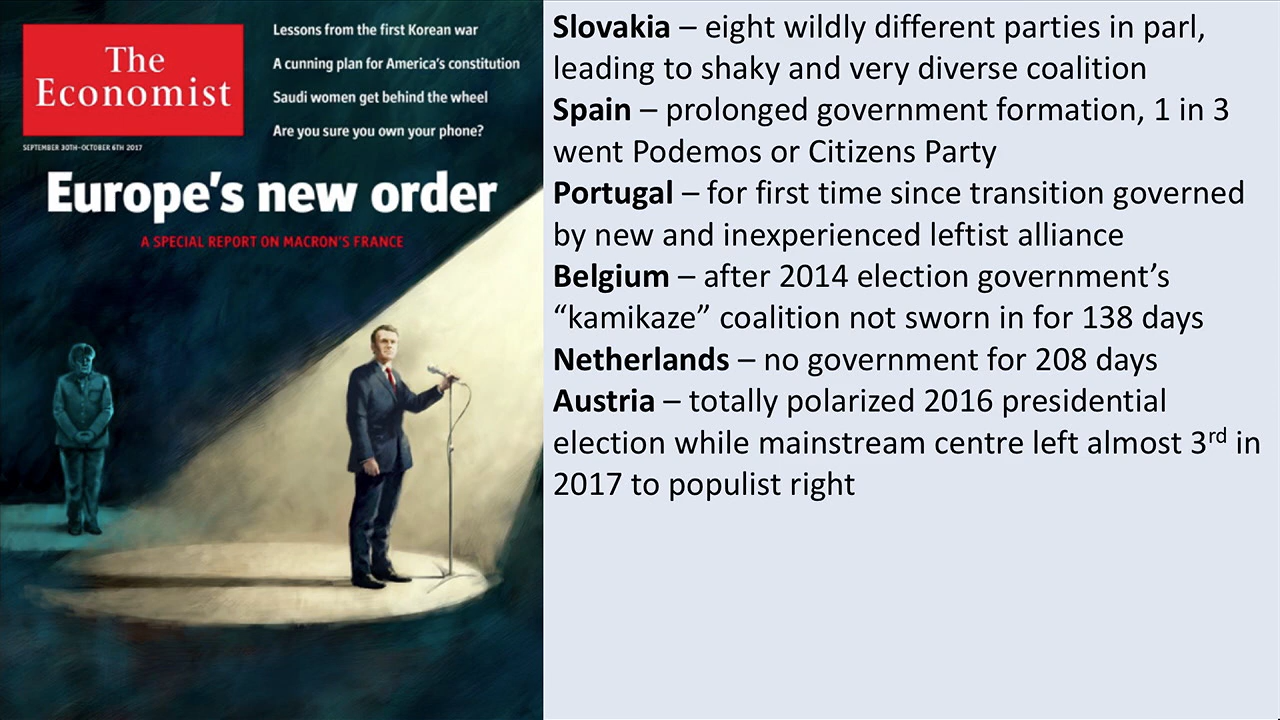 The
Economist
Lessons from the first Korean war
A cunning plan for America's constitution
Saudi women get behind the wheel
Are you sure you own your phone?
SEPTEMBER 30TH–OCTOBER 6TH 2017
Europe's new order
A SPECIAL REPORT ON MACRON'S FRANCE
Slovakia – eight wildly different parties in parl,
leading to shaky and very diverse coalition
Spain – prolonged government formation, 1 in 3
went Podemos or Citizens Party
Portugal – for first time since transition governed
by new and inexperienced leftist alliance
Belgium – after 2014 election government's
“kamikaze” coalition not sworn in for 138 days
Netherlands – no government for 208 days
Austria – totally polarized 2016 presidential
election while mainstream centre left almost 3rd in
2017 to populist right